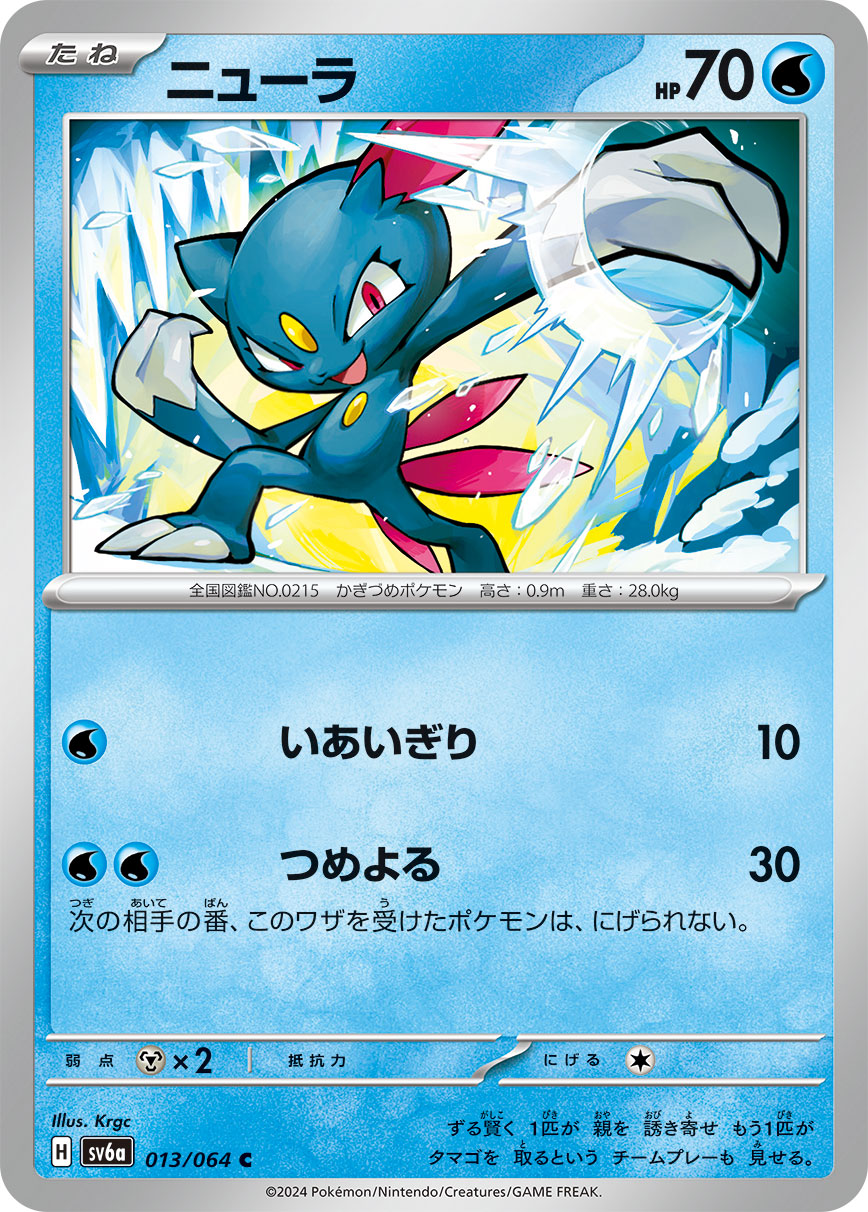 たね ニューラ HP70
全国図鑑NO.0215 かぎづめポケモン 高さ:0.9m 重さ:28.0kg
いあいぎり 10
つめよる 30
次の相手の番、このワザを受けたポケモンは、にげられない。
弱点 ×2 抵抗力 にげる
Illus. Krgc
ずる賢く 1匹が 親を 誘き寄せ もう1匹が
タマゴを 取るという チームプレーも 見せる。
H sv6a 013/064 C
©2024 Pokémon/Nintendo/Creatures/GAME FREAK.